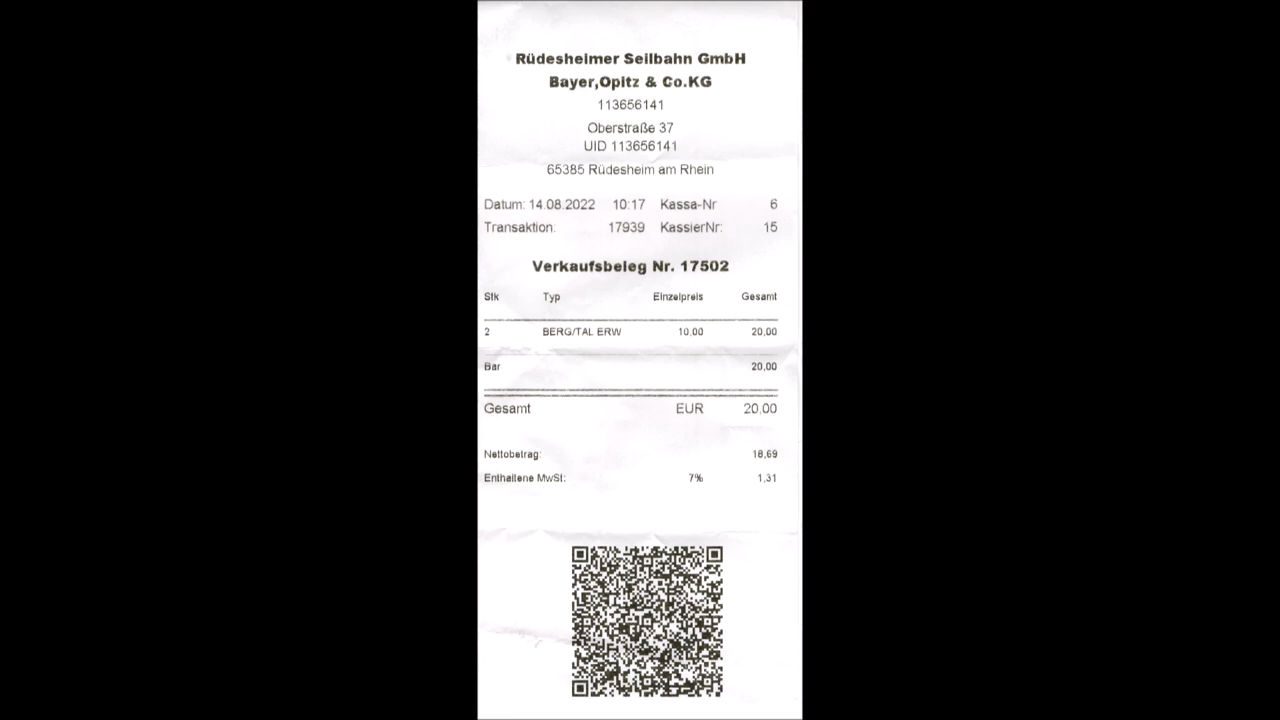 Rüdesheimer Seilbahn GmbH
Bayer,Opitz & Co.KG
113656141
Oberstraße 37
UID 113656141
65385 Rüdesheim am Rhein
Datum: 14.08.2022 10:17 Kassa-Nr 6
Transaktion: 17939 KassierNr: 15
Verkaufsbeleg Nr. 17502
Stk Typ Einzelpreis Gesamt
2 BERG/TAL ERW 10,00 20,00
Bar 20,00
Gesamt EUR 20,00
Nettobetrag: 18,69
Enthaltene MwSt: 7% 1,31